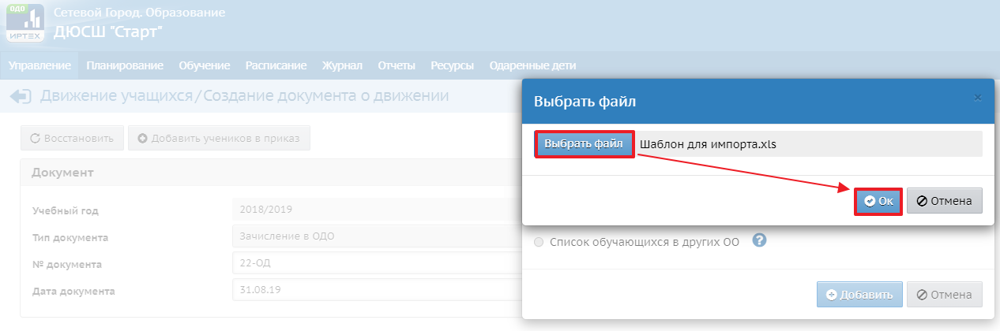 ОДО
ИРТЕХ
Сетевой Город. Образование
ДЮСШ "Старт"
Управление Планирование Обучение Расписание Журнал Отчеты Ресурсы Одаренные дети
Движение учащихся/Создание документа о движении
Восстановить Добавить учеников в приказ
Документ
Учебный год 2018/2019
Тип документа Зачисление в ОДО
№ документа 22-ОД
Дата документа 31.08.19
Выбрать файл ×
Выбрать файл Шаблон для импорта.xls
Ок Отмена
Список обучающихся в других ОО ?
Добавить Отмена